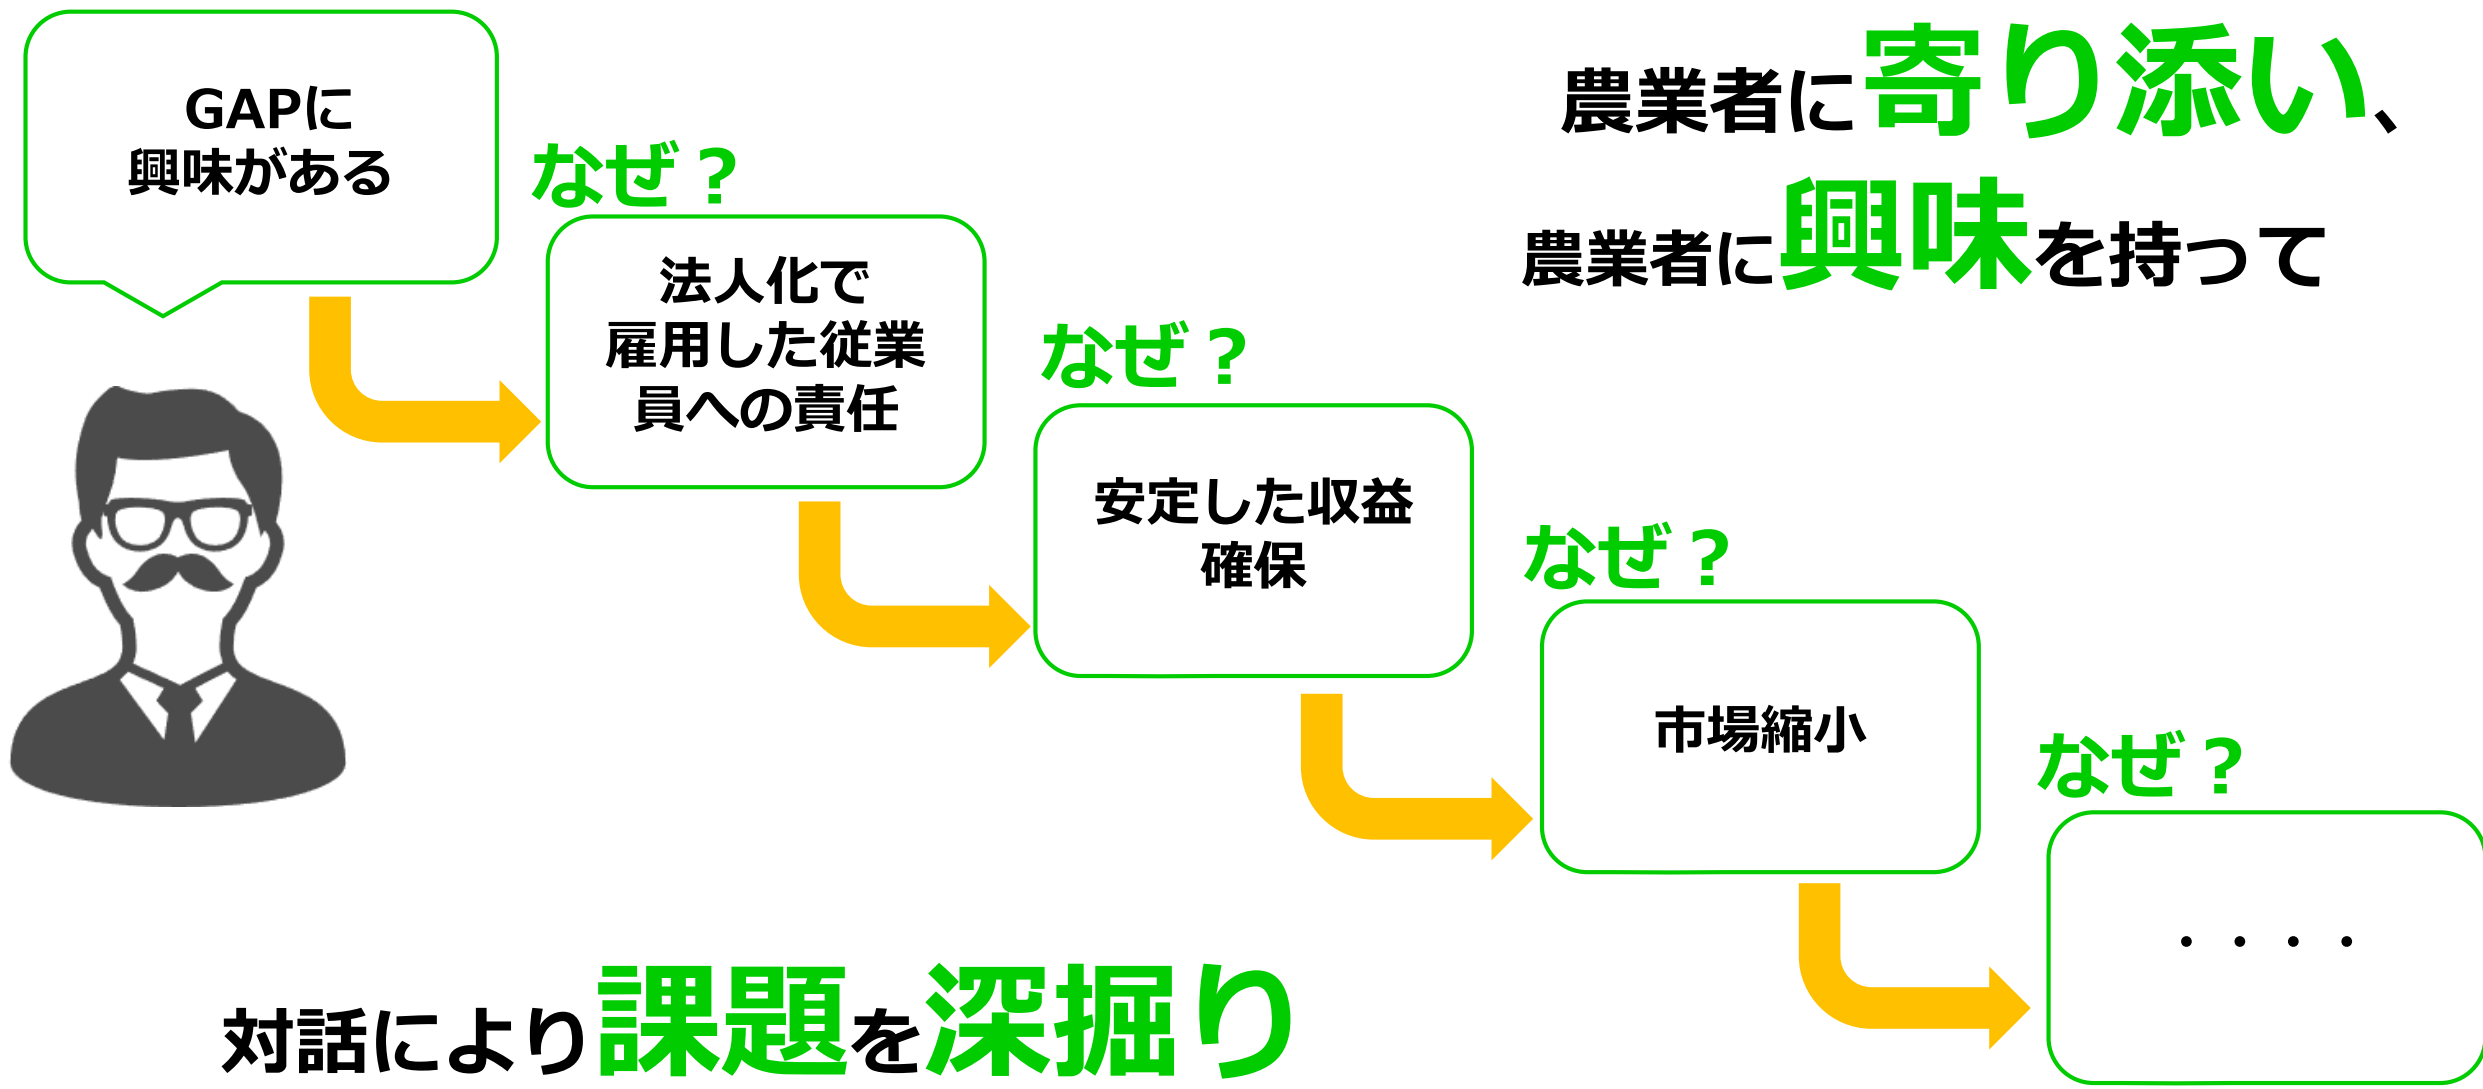 GAPに
興味がある
なぜ？
法人化で
雇用した従業
員への責任
なぜ？
安定した収益
確保
なぜ？
市場縮小
なぜ？
・・・・
農業者に寄り添い、
農業者に興味を持って
対話により課題を深掘り